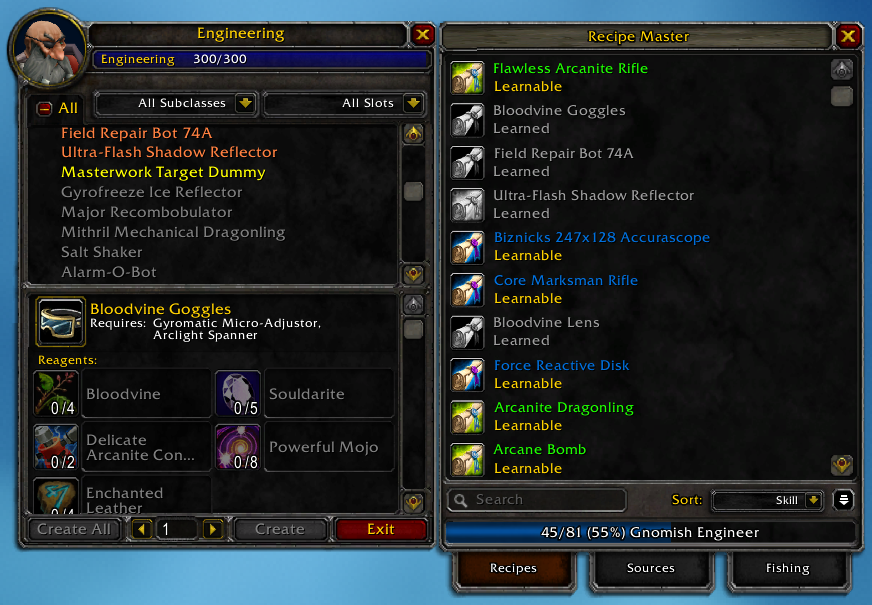 Engineering
Engineering 300/300
All
All Subclasses
All Slots
Field Repair Bot 74A
Ultra-Flash Shadow Reflector
Masterwork Target Dummy
Gyrofreeze Ice Reflector
Major Recombobulator
Mithril Mechanical Dragonling
Salt Shaker
Alarm-O-Bot
Bloodvine Goggles
Requires: Gyromatic Micro-Adjustor,
Arclight Spanner
Reagents:
0/4
Bloodvine
0/5
Souldarite
0/2
Delicate
Arcanite Con...
0/8
Powerful Mojo
0/4
Enchanted
Leather
Create All
1
Create
Exit
Recipe Master
Flawless Arcanite Rifle
Learnable
Bloodvine Goggles
Learned
Field Repair Bot 74A
Learned
Ultra-Flash Shadow Reflector
Learned
Biznicks 247x128 Accurascope
Learnable
Core Marksman Rifle
Learnable
Bloodvine Lens
Learned
Force Reactive Disk
Learnable
Arcanite Dragonling
Learnable
Arcane Bomb
Learnable
Search
Sort:
Skill
45/81 (55%) Gnomish Engineer
Recipes
Sources
Fishing